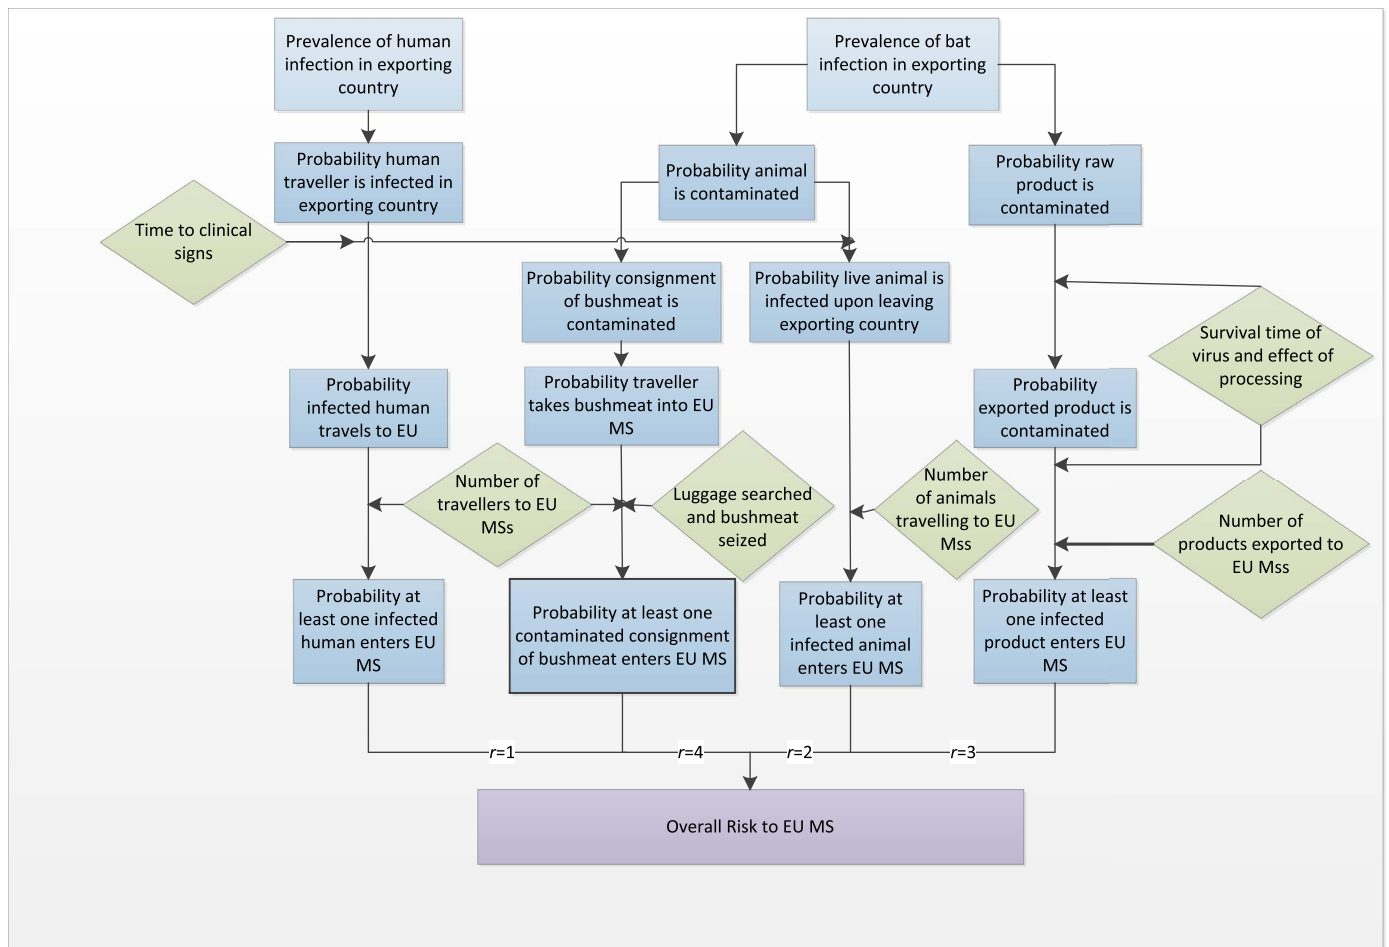 Prevalence of human
infection in exporting
country
Prevalence of bat
infection in exporting
country
Probability human
traveller is infected in
exporting country
Probability animal
is contaminated
Probability raw
product is
contaminated
Time to clinical
signs
Probability consignment
of bushmeat is
contaminated
Probability live animal is
infected upon leaving
exporting country
Survival time of
virus and effect of
processing
Probability
infected human
travels to EU
Probability traveller
takes bushmeat into EU
MS
Probability
exported product is
contaminated
Number of
travellers to EU
MSs
Luggage searched
and bushmeat
seized
Number
of animals
travelling to EU
Mss
Number of
products exported to
EU Mss
Probability at
least one infected
human enters EU
MS
Probability at least one
contaminated consignment
of bushmeat enters EU MS
Probability at
least one
infected animal
enters EU MS
Probability at least
one infected
product enters EU
MS
r=1
r=4
r=2
r=3
Overall Risk to EU MS